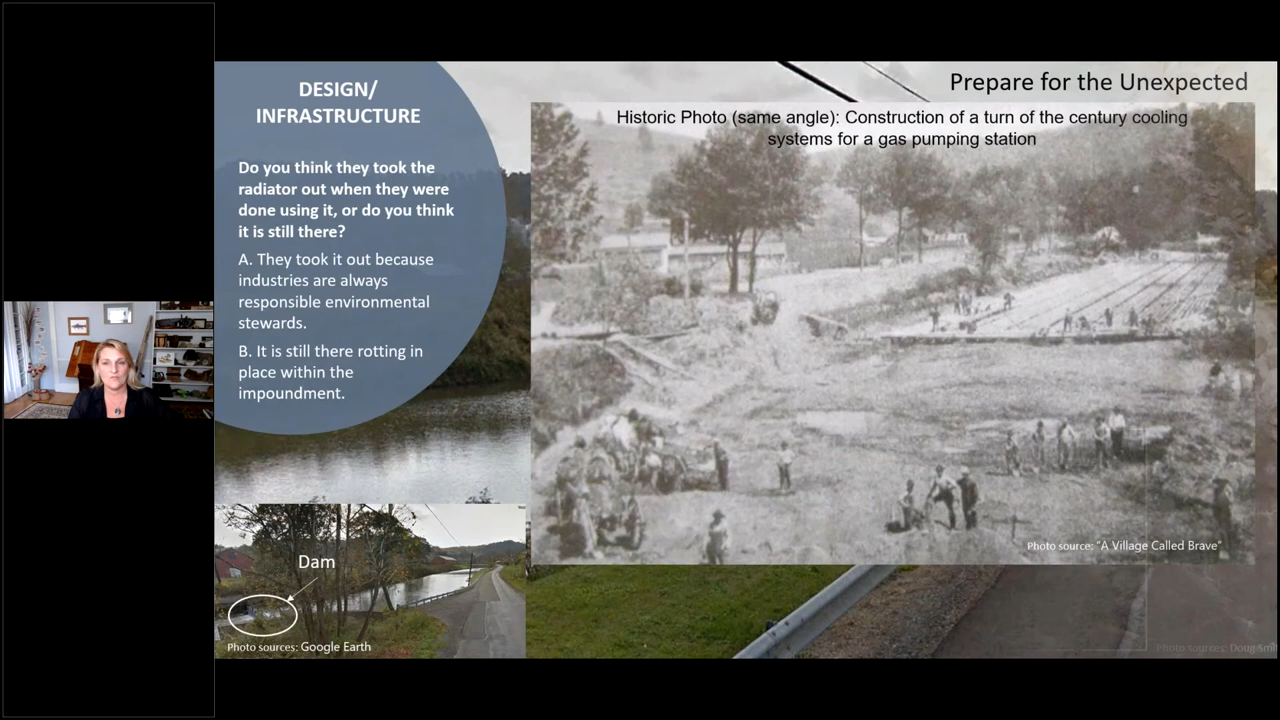 DESIGN/
INFRASTRUCTURE
Do you think they took the
radiator out when they were
done using it, or do you think
it is still there?
A. They took it out because
industries are always
responsible environmental
stewards.
B. It is still there rotting in
place within the
impoundment.
Prepare for the Unexpected
Historic Photo (same angle): Construction of a turn of the century cooling
systems for a gas pumping station
Photo source: "A Village Called Brave"
Dam
Photo sources: Google Earth
Photo sources: Doug